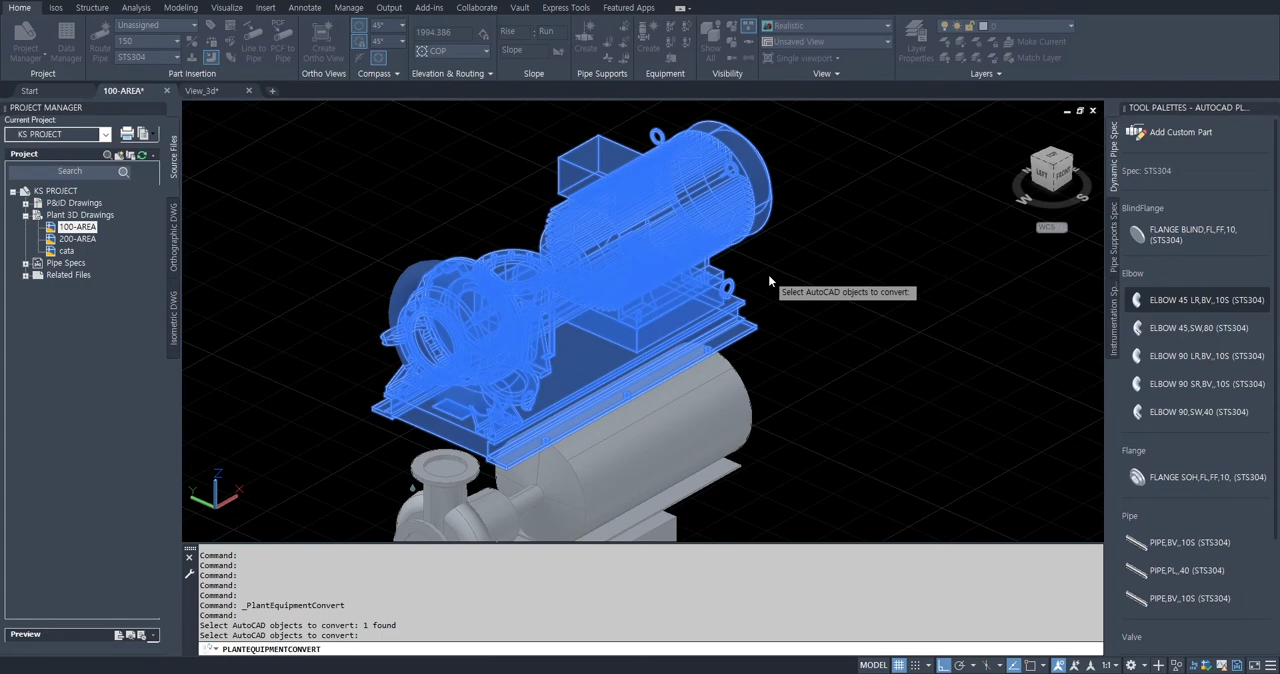 Home Isos Structure Analysis Modeling Visualize Insert Annotate Manage Output Add-ins Collaborate Vault Express Tools Featured Apps
Project Manager
Data Manager
Route Pipe
Unassigned
150
STS304
Line to Pipe
PCF to Pipe
Create Ortho View
45°
45°
1994.386
COP
Rise Run
Slope
Create
Create
Show All
Realistic
Unsaved View
Single viewport
Layer Properties
0
Make Current
Match Layer
Project Part Insertion Ortho Views Compass Elevation & Routing Slope Pipe Supports Equipment Visibility View Layers
Start 100-AREA* View_3d*
PROJECT MANAGER
Current Project:
KS PROJECT
Project
Search
KS PROJECT
P&ID Drawings
Plant 3D Drawings
100-AREA
200-AREA
cata
Pipe Specs
Related Files
Preview
Source Files
Orthographic DWG
Isometric DWG
TOP
LEFT FRONT
W S
WCS
Select AutoCAD objects to convert:
Z
Y X
Command:
Command:
Command:
Command:
Command:
Command: _PlantEquipmentConvert
Command:
Select AutoCAD objects to convert: 1 found
Select AutoCAD objects to convert:
PLANTEQUIPMENTCONVERT
TOOL PALETTES - AUTOCAD PL...
Dynamic Pipe Spec
Pipe Supports Spec
Instrumentation Sp...
Add Custom Part
Spec: STS304
BlindFlange
FLANGE BLIND,FL,FF,10,
(STS304)
Elbow
ELBOW 45 LR,BV,,10S (STS304)
ELBOW 45,SW,80 (STS304)
ELBOW 90 LR,BV,,10S (STS304)
ELBOW 90 SR,BV,,10S (STS304)
ELBOW 90,SW,40 (STS304)
Flange
FLANGE SOH,FL,FF,10, (STS304)
Pipe
PIPE,BV,,10S (STS304)
PIPE,PL,,40 (STS304)
PIPE,BV,,10S (STS304)
Valve
MODEL 1:1